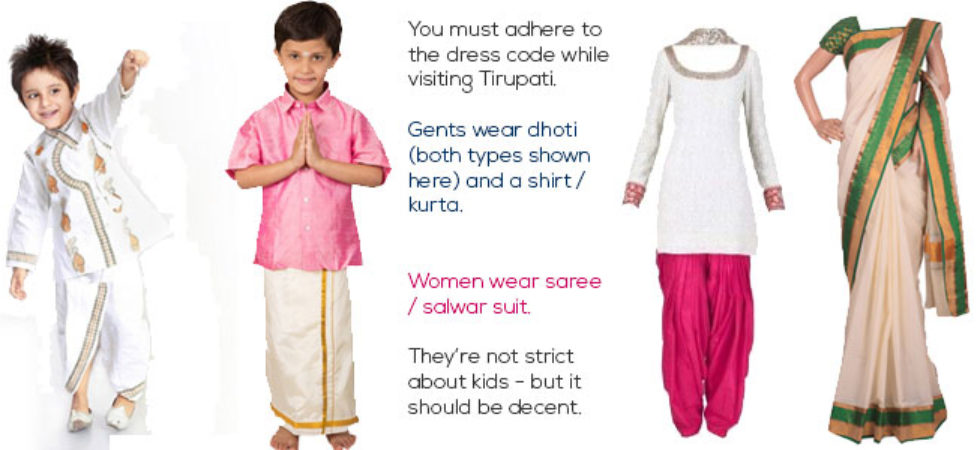 You must adhere to
the dress code while
visiting Tirupati.
Gents wear dhoti
(both types shown
here) and a shirt /
kurta.
Women wear saree
/ salwar suit.
They're not strict
about kids - but it
should be decent.